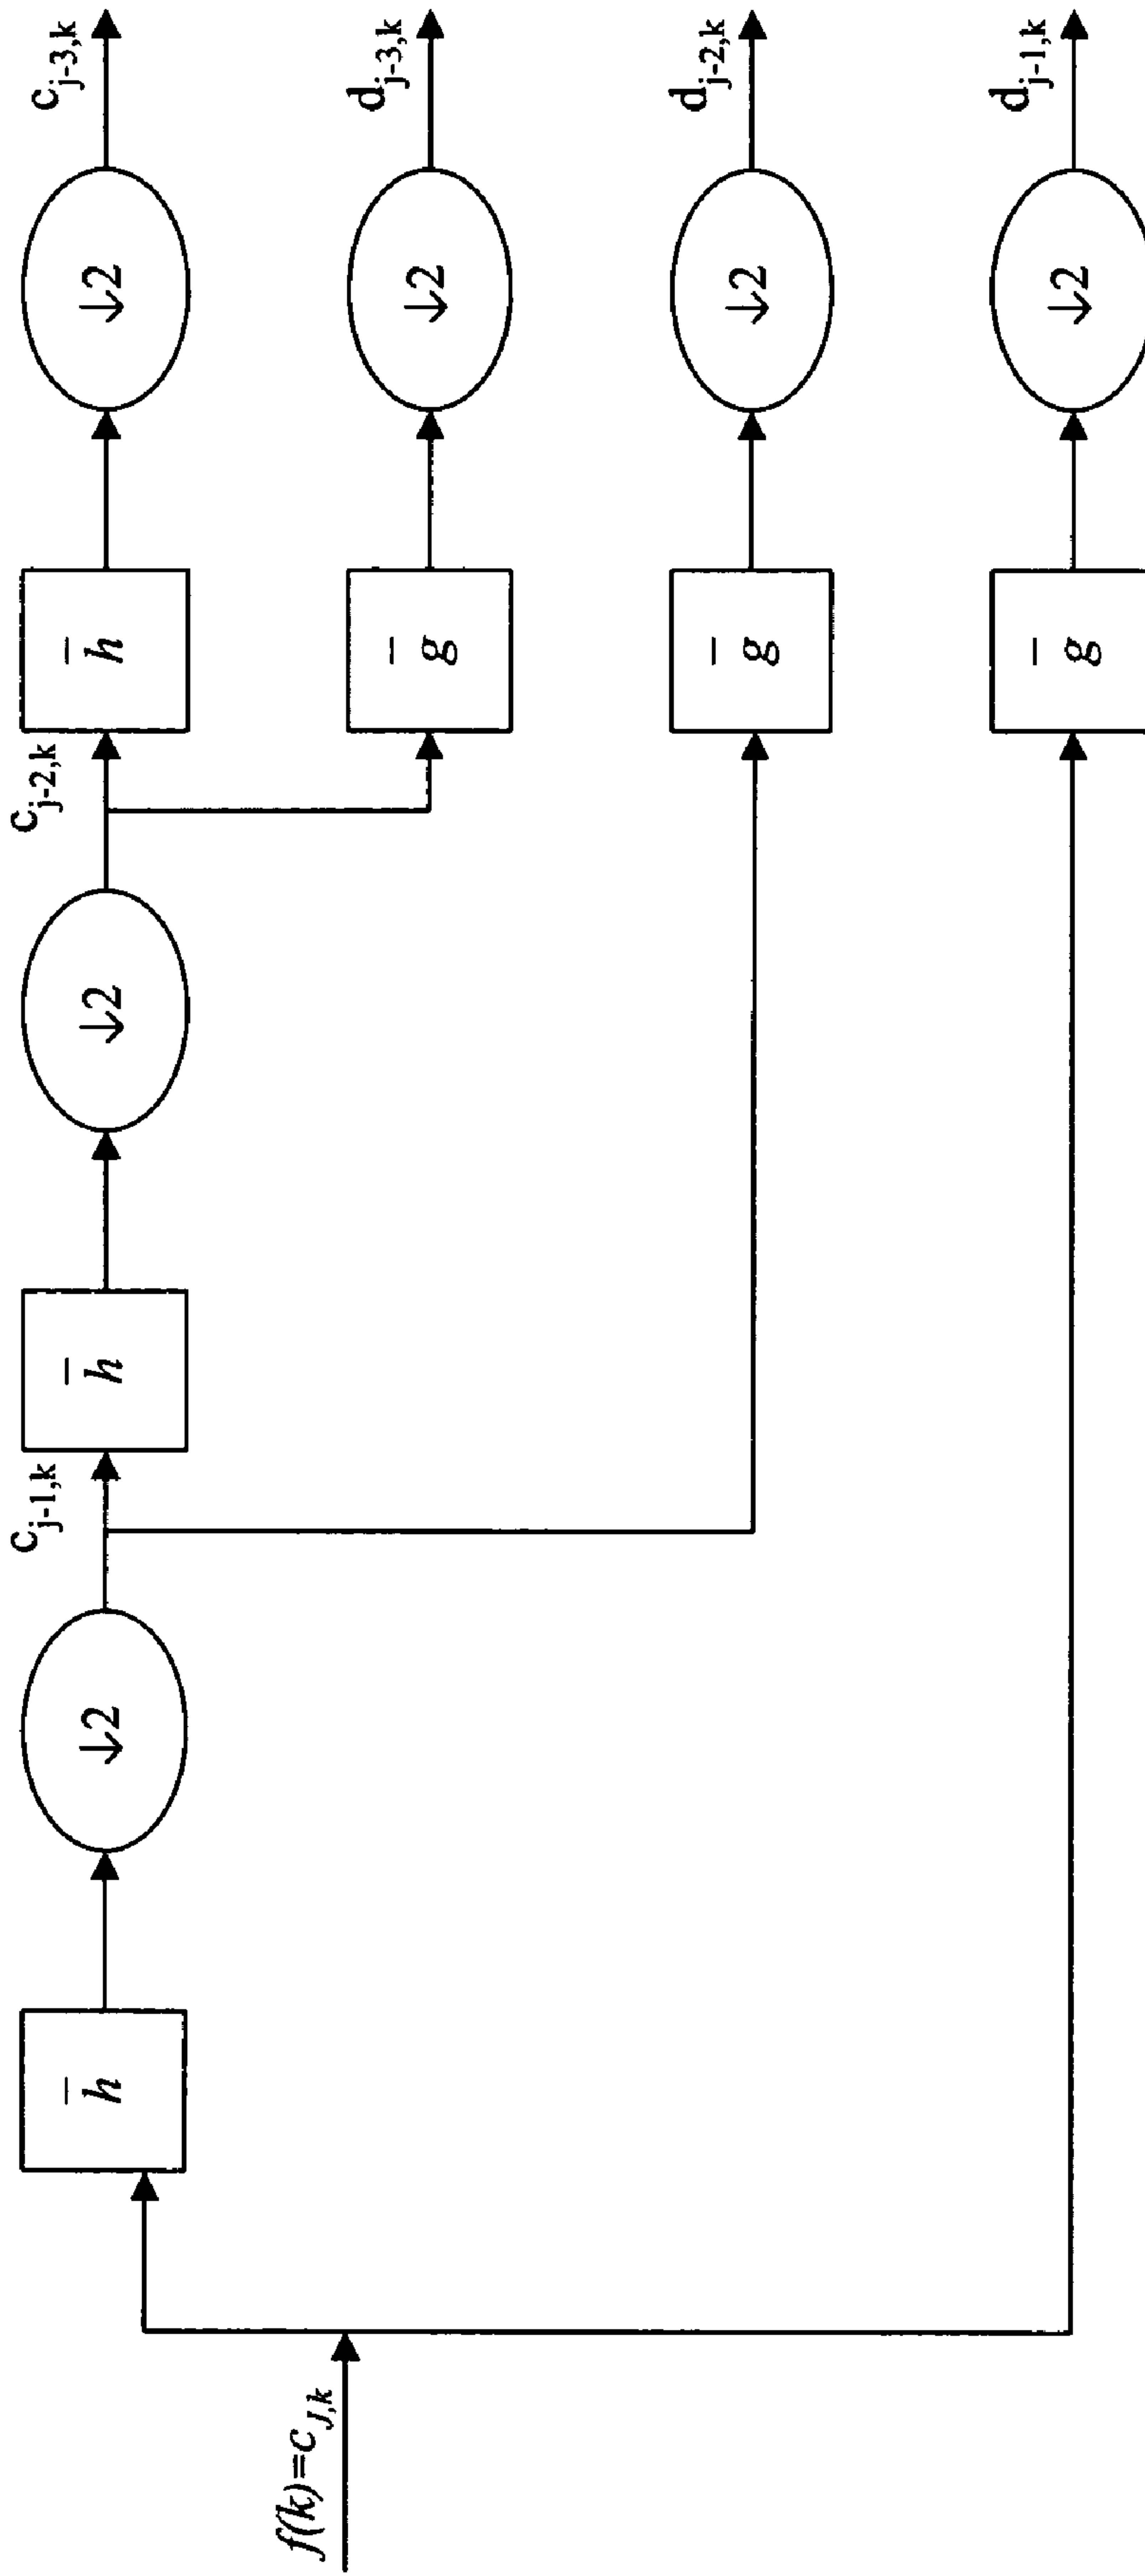 f(k)=c_{J,k}
h̅
↓2
c_{j-1,k}
h̅
↓2
c_{j-2,k}
h̅
↓2
c_{j-3,k}
g̅
↓2
d_{j-3,k}
g̅
↓2
d_{j-2,k}
g̅
↓2
d_{j-1,k}